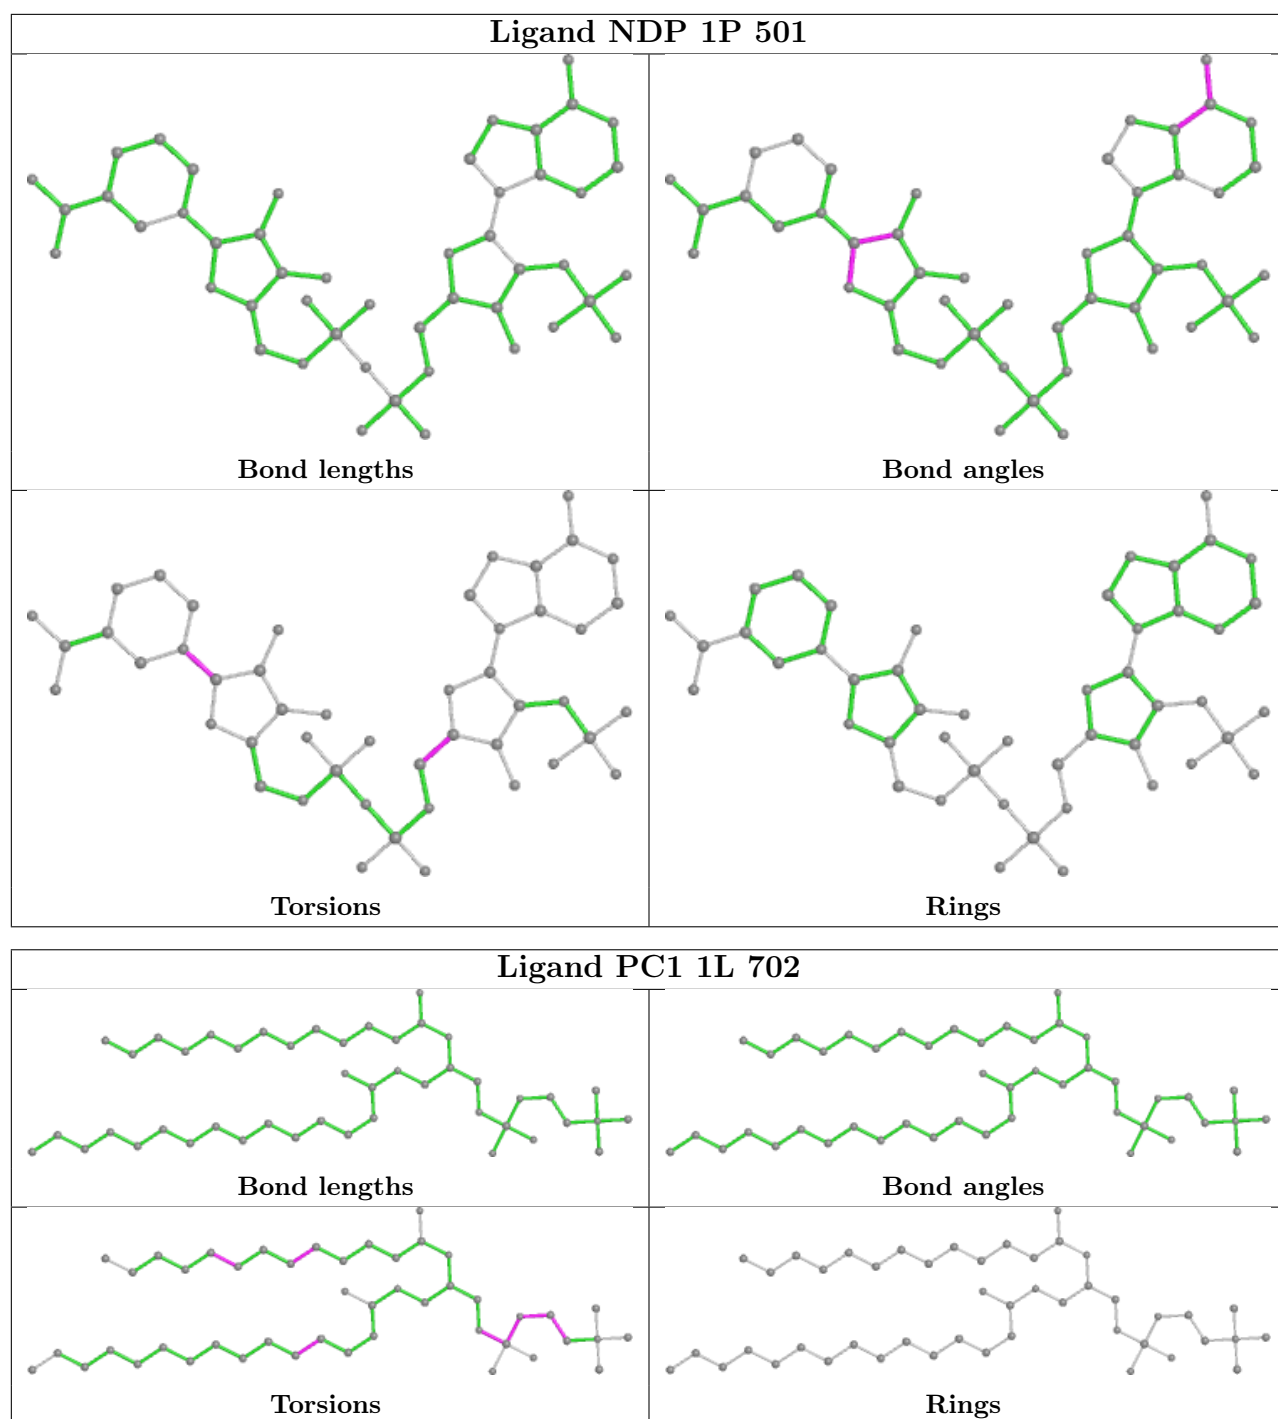 Ligand NDP 1P 501
Bond lengths
Bond angles
Torsions
Rings
Ligand PC1 1L 702
Bond lengths
Bond angles
Torsions
Rings